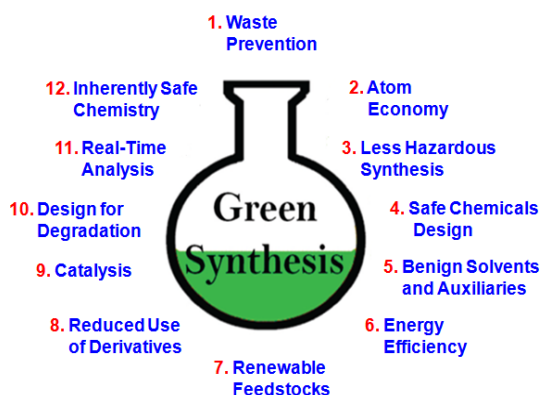 1. Waste
Prevention
2. Atom
Economy
3. Less Hazardous
Synthesis
4. Safe Chemicals
Design
5. Benign Solvents
and Auxiliaries
6. Energy
Efficiency
7. Renewable
Feedstocks
8. Reduced Use
of Derivatives
9. Catalysis
10. Design for
Degradation
11. Real-Time
Analysis
12. Inherently Safe
Chemistry
Green
Synthesis